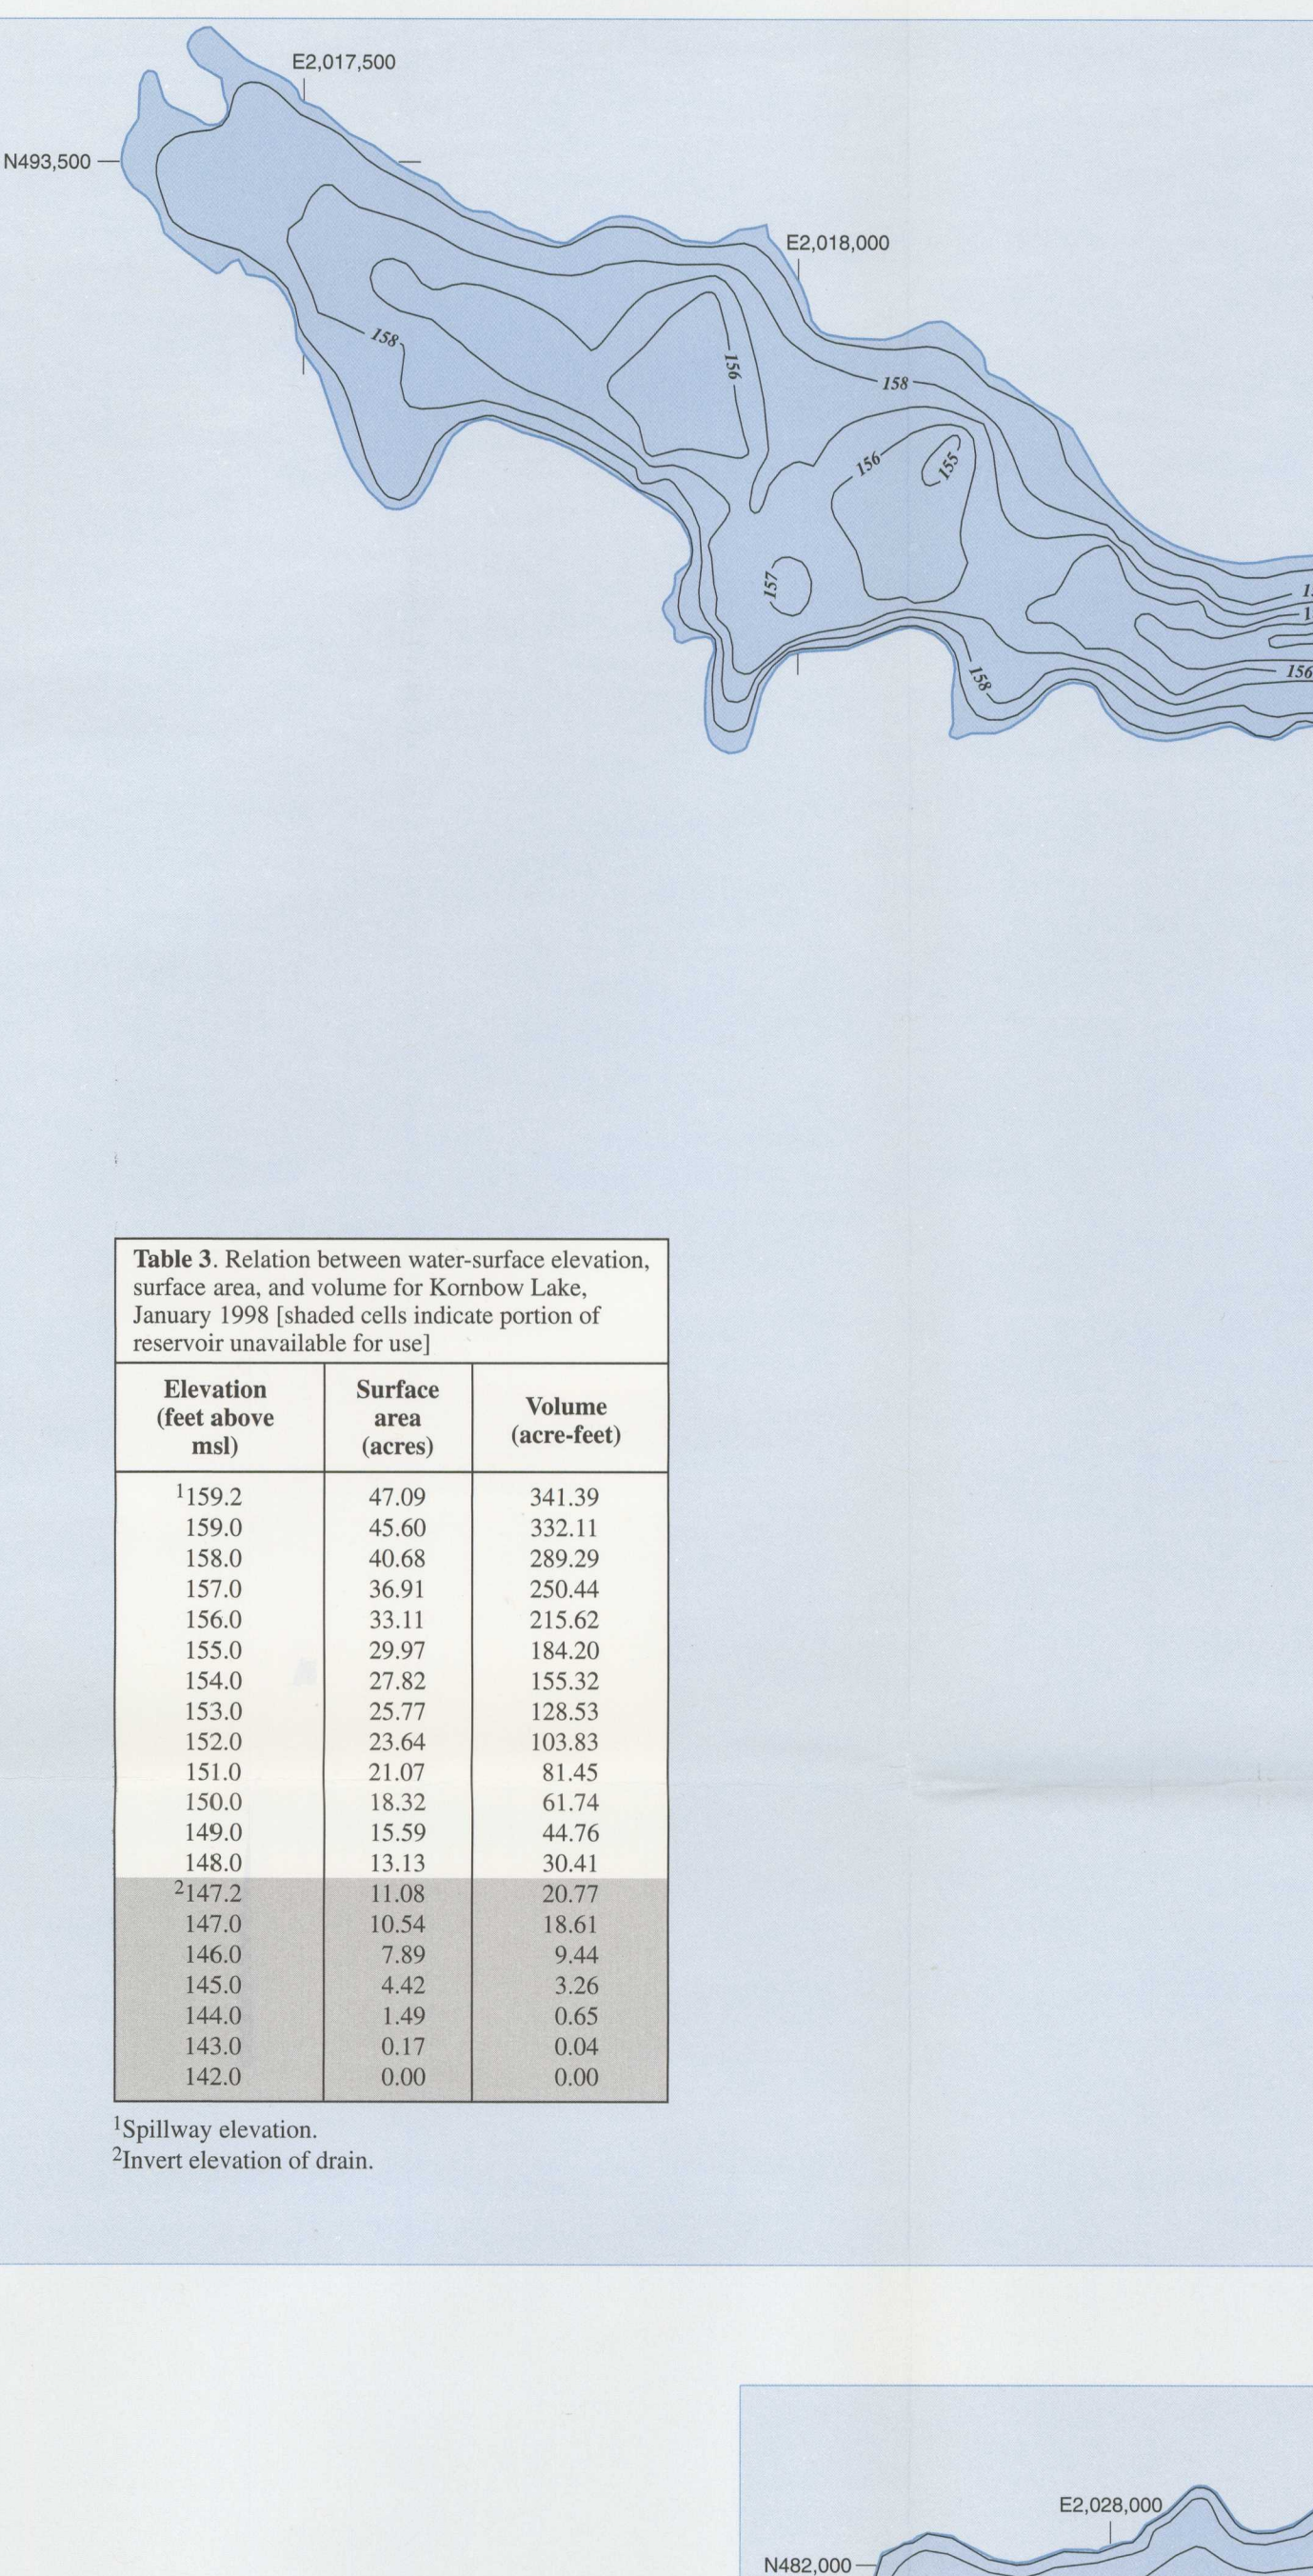 E2,017,500
N493,500
E2,018,000
158
156
158
156
155
157
158
156
Table 3. Relation between water-surface elevation,
surface area, and volume for Kornbow Lake,
January 1998 [shaded cells indicate portion of
reservoir unavailable for use]
Elevation (feet above msl) Surface area (acres) Volume (acre-feet)
1159.2 47.09 341.39
159.0 45.60 332.11
158.0 40.68 289.29
157.0 36.91 250.44
156.0 33.11 215.62
155.0 29.97 184.20
154.0 27.82 155.32
153.0 25.77 128.53
152.0 23.64 103.83
151.0 21.07 81.45
150.0 18.32 61.74
149.0 15.59 44.76
148.0 13.13 30.41
2147.2 11.08 20.77
147.0 10.54 18.61
146.0 7.89 9.44
145.0 4.42 3.26
144.0 1.49 0.65
143.0 0.17 0.04
142.0 0.00 0.00
1Spillway elevation.
2Invert elevation of drain.
E2,028,000
N482,000